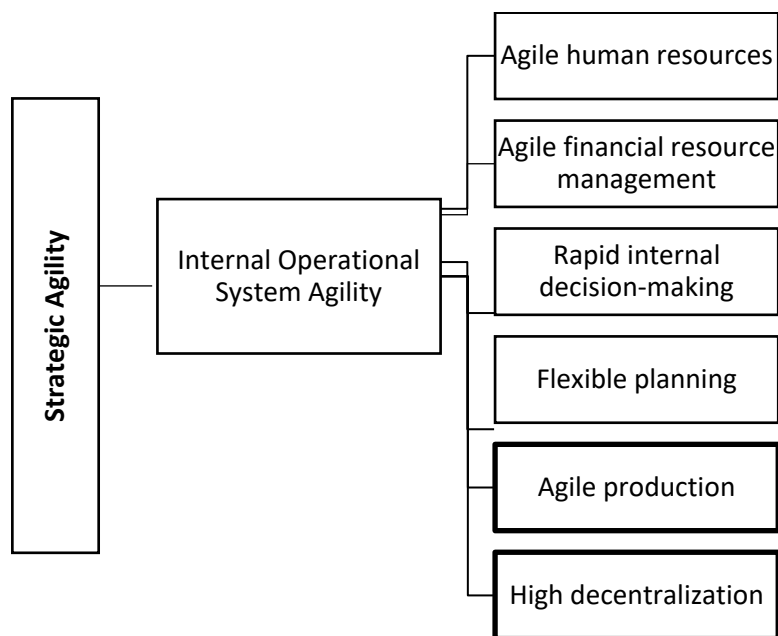 Strategic Agility
Internal Operational
System Agility
Agile human resources
Agile financial resource
management
Rapid internal
decision-making
Flexible planning
Agile production
High decentralization